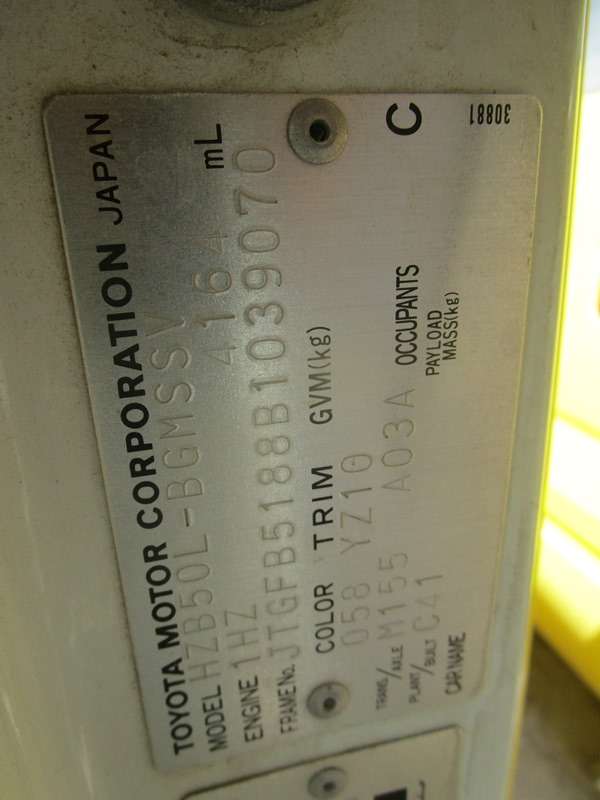 TOYOTA MOTOR CORPORATION JAPAN
MODEL HZB50L-BGMSSV
ENGINE 1HZ 4164 mL
FRAME No. JTGFB5188B1039070
COLOR TRIM GVM(kg)
058 YZ10
TRANS/AXLE M155 A03A OCCUPANTS C
PLANT/BUILT C41 PAYLOAD MASS(kg)
CAR NAME
30881